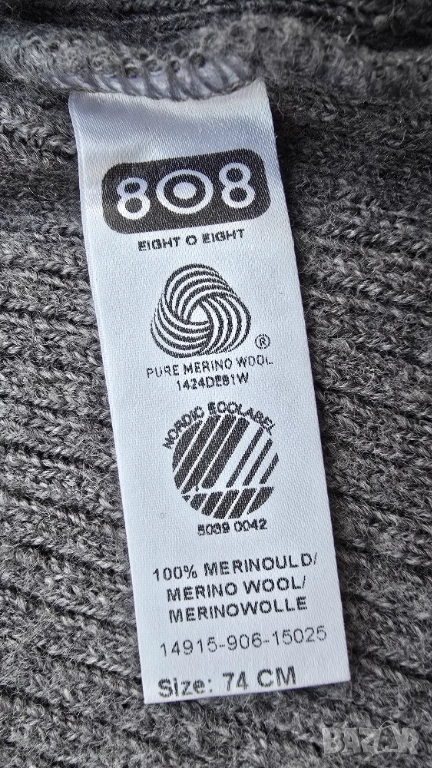 808
EIGHT O EIGHT
®
PURE MERINO WOOL
1424DE81W
NORDIC ECOLABEL
5039 0042
100% MERINOULD/
MERINO WOOL/
MERINOWOLLE
14915-906-15025
Size: 74 CM